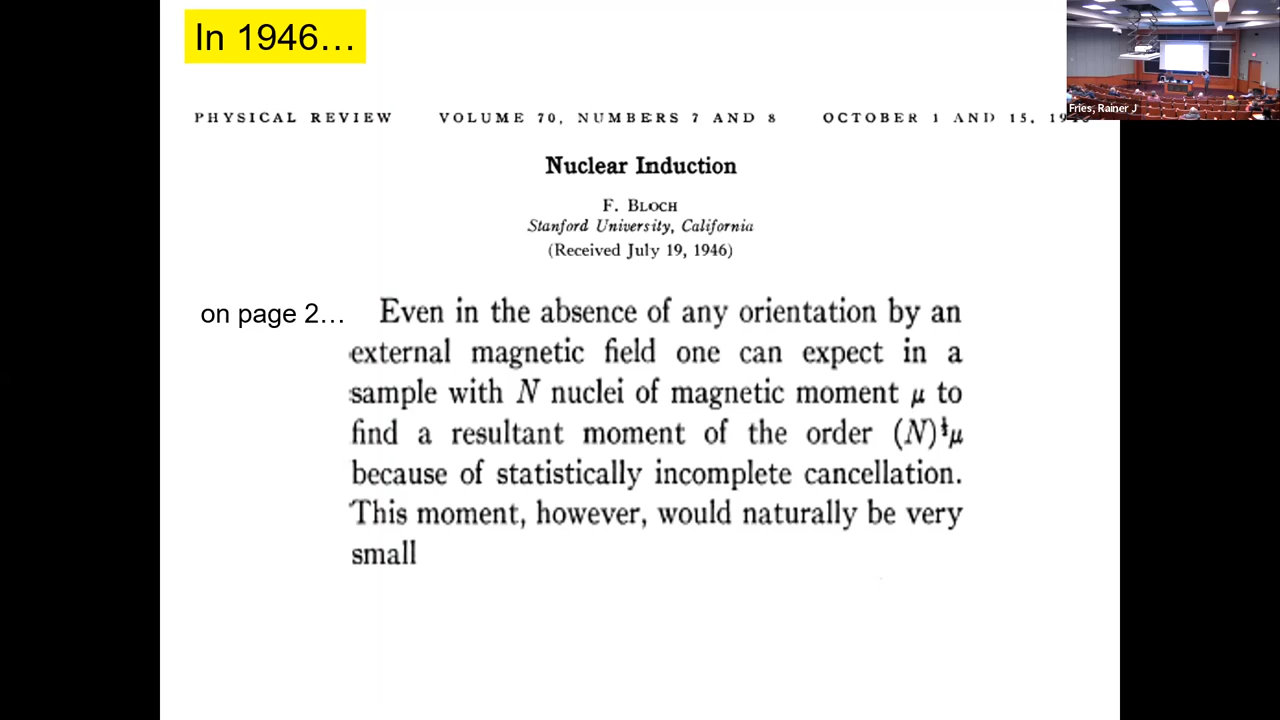 In 1946…
Fries, Rainer J
PHYSICAL REVIEW VOLUME 70, NUMBERS 7 AND 8 OCTOBER 1 AND 15,
Nuclear Induction
F. BLOCH
Stanford University, California
(Received July 19, 1946)
on page 2… Even in the absence of any orientation by an
external magnetic field one can expect in a
sample with N nuclei of magnetic moment μ to
find a resultant moment of the order (N)^½μ
because of statistically incomplete cancellation.
This moment, however, would naturally be very
small